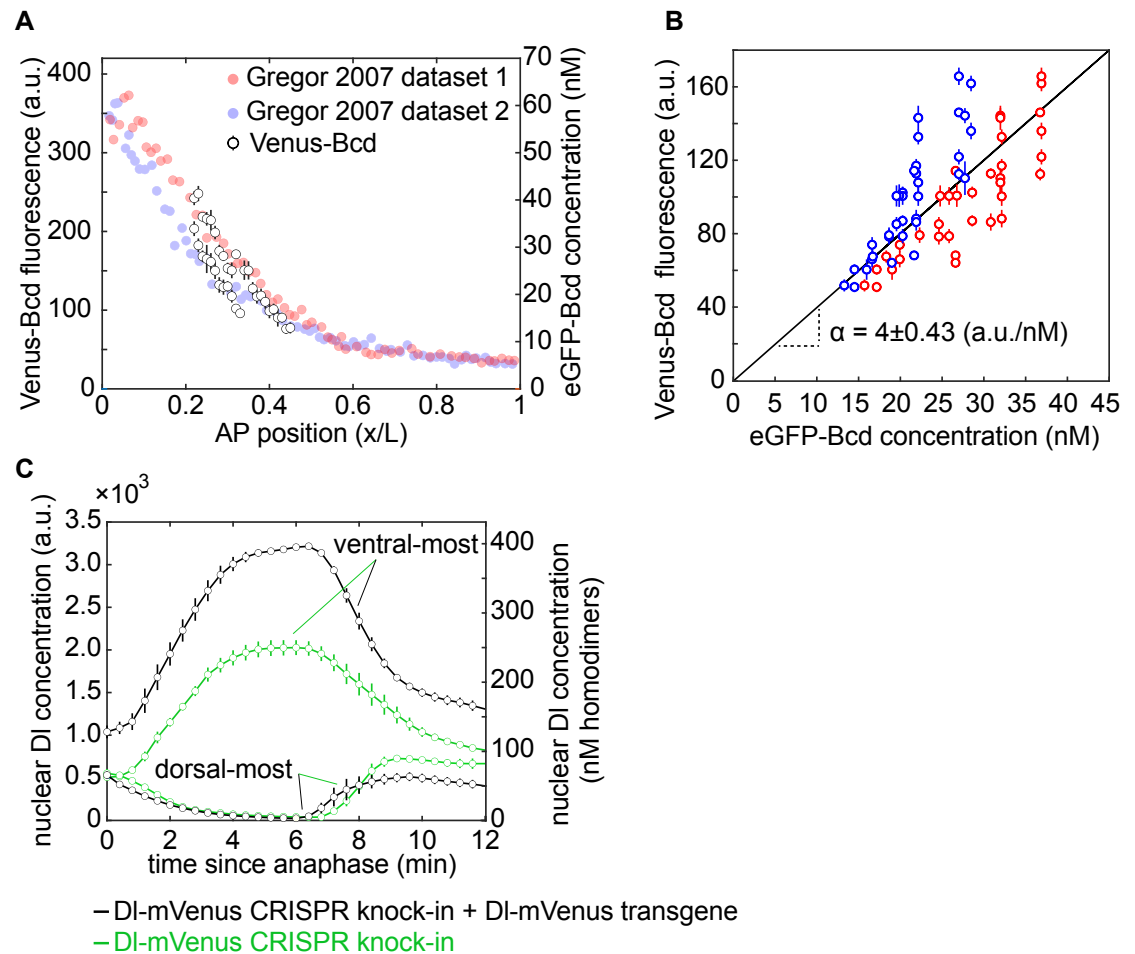 A
Venus-Bcd fluorescence (a.u.)
400
300
200
100
0
Gregor 2007 dataset 1
Gregor 2007 dataset 2
Venus-Bcd
70
60
50
40
30
20
10
0
eGFP-Bcd concentration (nM)
0 0.2 0.4 0.6 0.8 1
AP position (x/L)
B
Venus-Bcd fluorescence (a.u.)
160
120
80
40
0
α = 4±0.43 (a.u./nM)
0 5 10 15 20 25 30 35 40 45
eGFP-Bcd concentration (nM)
C
×10³
nuclear Dl concentration (a.u.)
3.5
3.0
2.5
2.0
1.5
1.0
0.5
0
ventral-most
dorsal-most
400
300
200
100
0
nuclear Dl concentration
(nM homodimers)
0 2 4 6 8 10 12
time since anaphase (min)
Dl-mVenus CRISPR knock-in + Dl-mVenus transgene
Dl-mVenus CRISPR knock-in